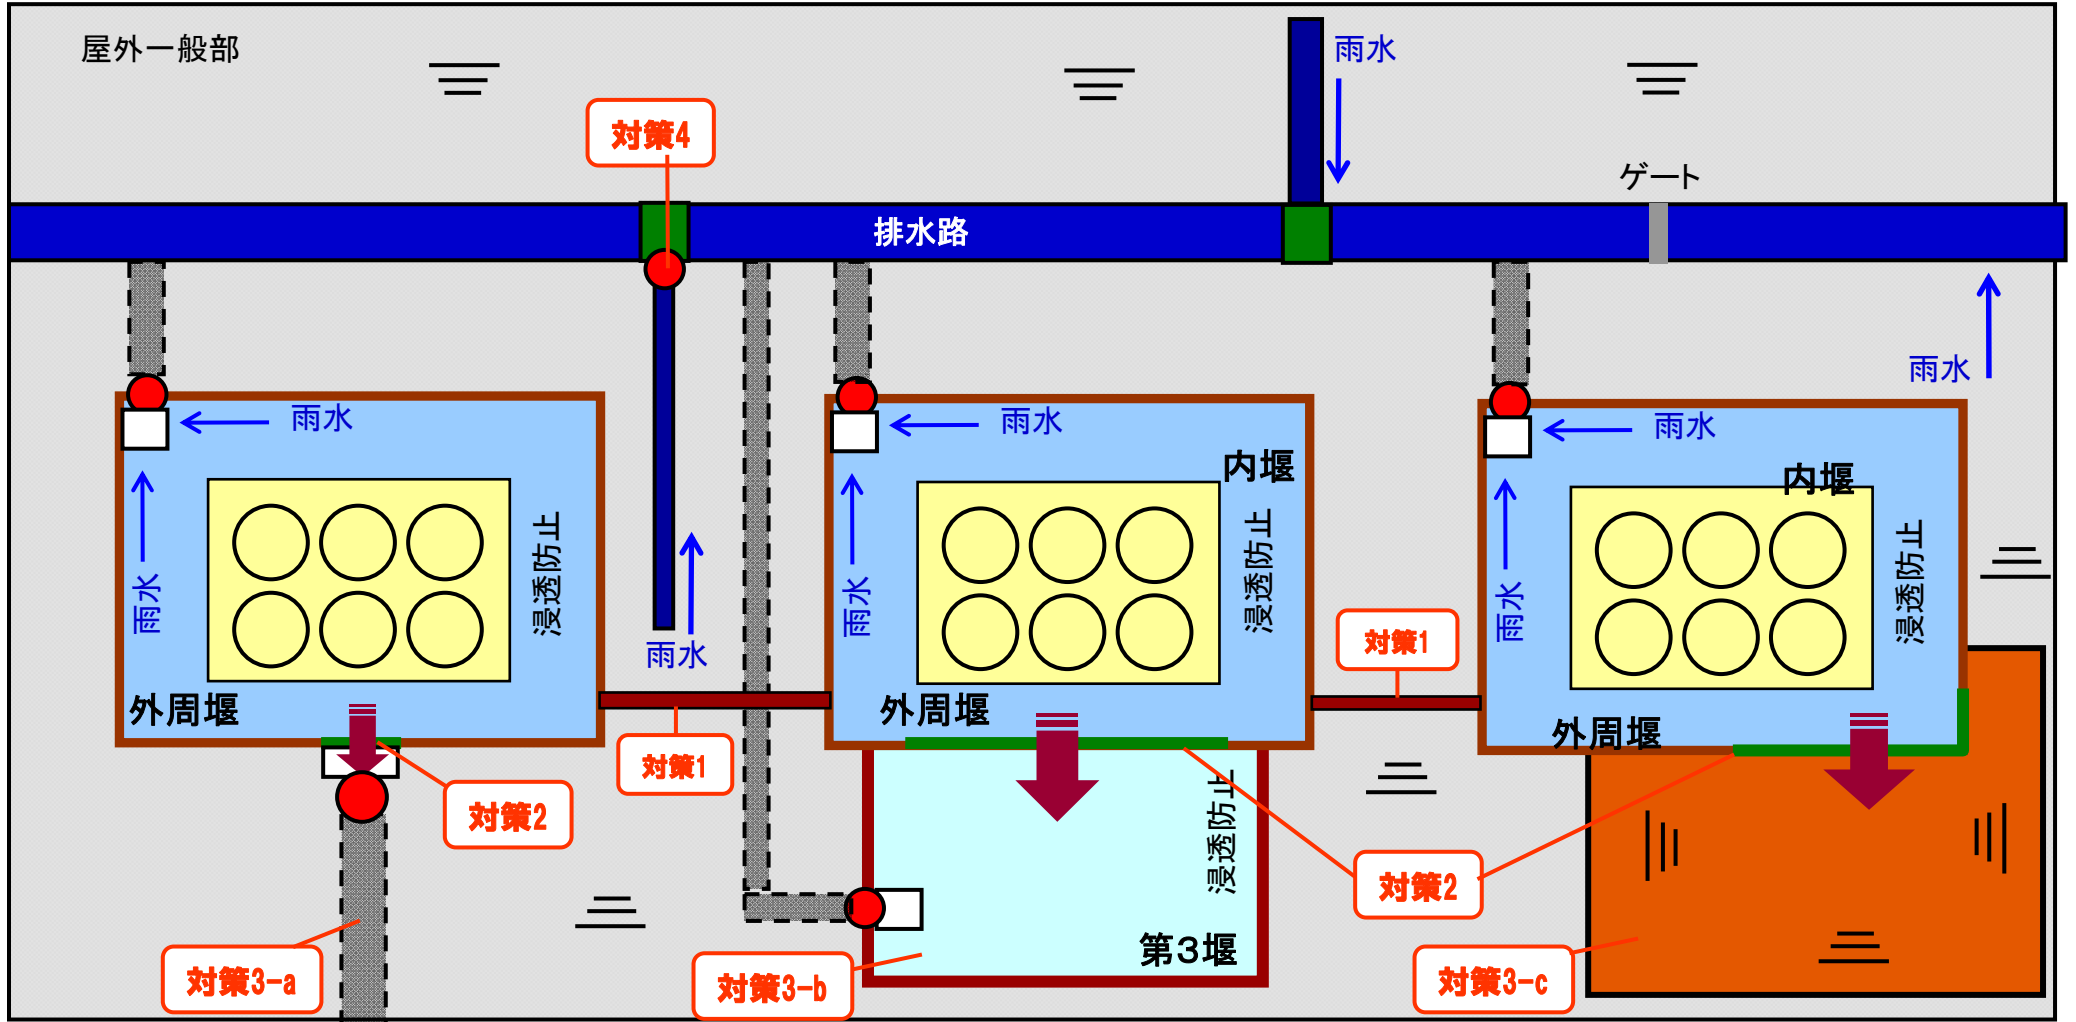 屋外一般部
雨水
対策4
ゲート
排水路
雨水
雨水
雨水
雨水
内堰
内堰
浸透防止
浸透防止
浸透防止
雨水
雨水
雨水
雨水
対策1
外周堰
外周堰
外周堰
対策1
対策2
浸透防止
対策2
第３堰
対策3-a
対策3-b
対策3-c